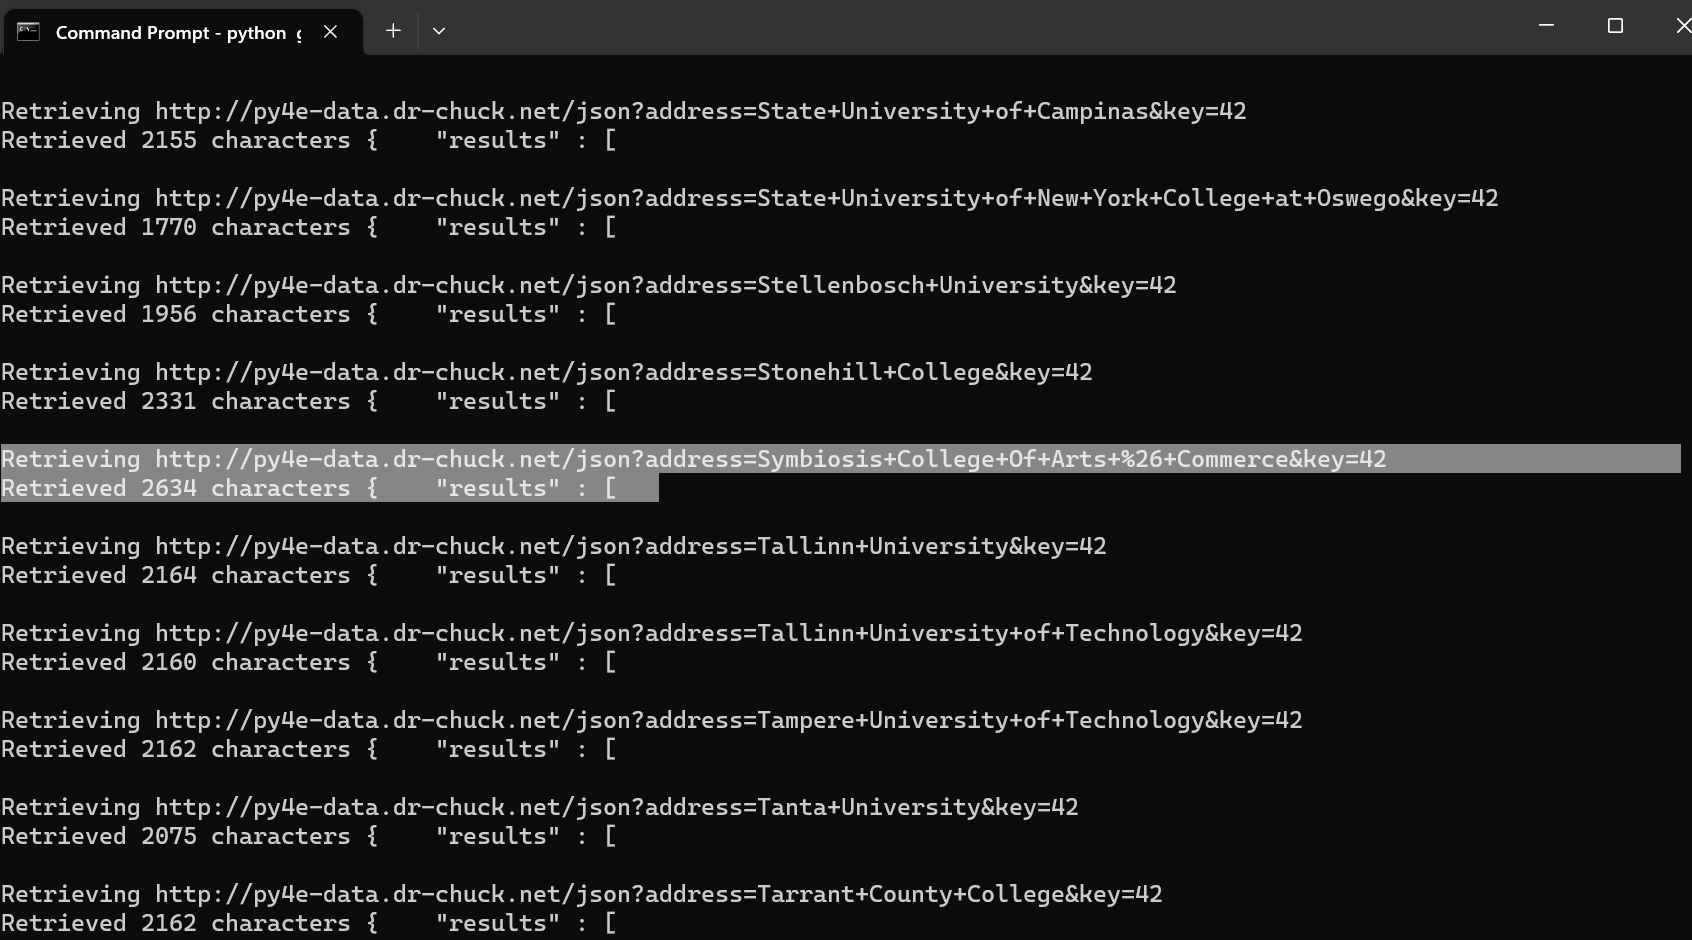 Command Prompt - python g
Retrieving http://py4e-data.dr-chuck.net/json?address=State+University+of+Campinas&key=42
Retrieved 2155 characters {    "results" : [
Retrieving http://py4e-data.dr-chuck.net/json?address=State+University+of+New+York+College+at+Oswego&key=42
Retrieved 1770 characters {    "results" : [
Retrieving http://py4e-data.dr-chuck.net/json?address=Stellenbosch+University&key=42
Retrieved 1956 characters {    "results" : [
Retrieving http://py4e-data.dr-chuck.net/json?address=Stonehill+College&key=42
Retrieved 2331 characters {    "results" : [
Retrieving http://py4e-data.dr-chuck.net/json?address=Symbiosis+College+Of+Arts+%26+Commerce&key=42
Retrieved 2634 characters {    "results" : [
Retrieving http://py4e-data.dr-chuck.net/json?address=Tallinn+University&key=42
Retrieved 2164 characters {    "results" : [
Retrieving http://py4e-data.dr-chuck.net/json?address=Tallinn+University+of+Technology&key=42
Retrieved 2160 characters {    "results" : [
Retrieving http://py4e-data.dr-chuck.net/json?address=Tampere+University+of+Technology&key=42
Retrieved 2162 characters {    "results" : [
Retrieving http://py4e-data.dr-chuck.net/json?address=Tanta+University&key=42
Retrieved 2075 characters {    "results" : [
Retrieving http://py4e-data.dr-chuck.net/json?address=Tarrant+County+College&key=42
Retrieved 2162 characters {    "results" : [